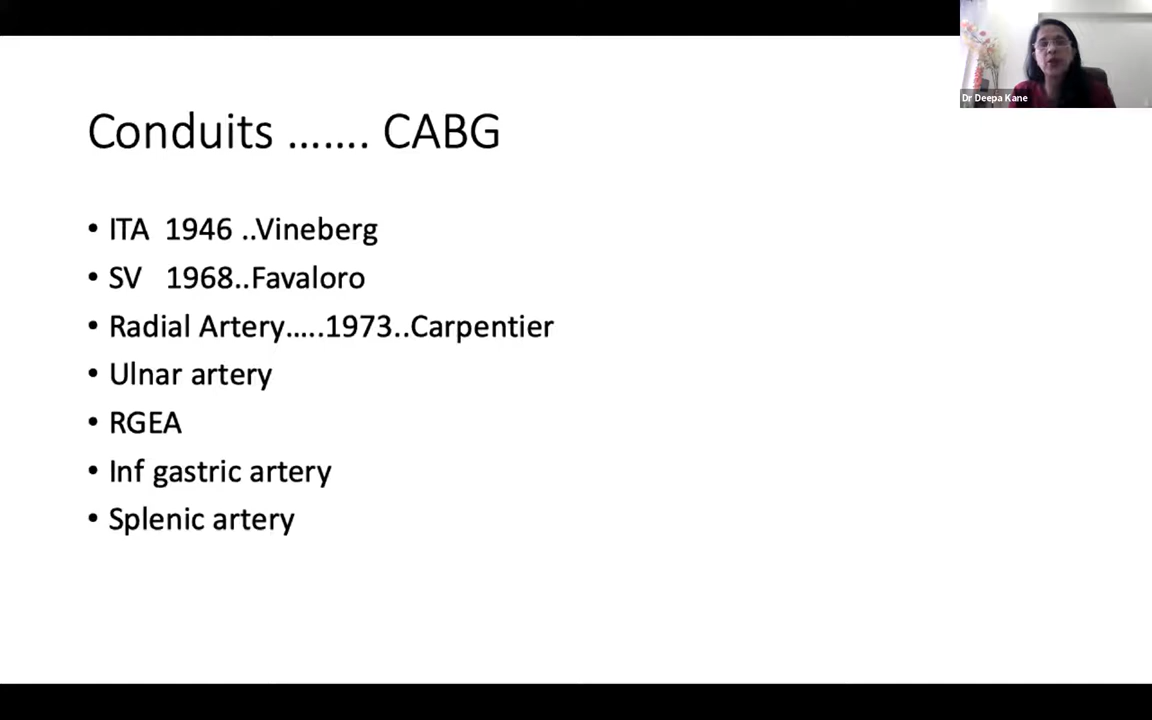 Dr Deepa Kane
Conduits ....... CABG
• ITA  1946 ..Vineberg
• SV   1968..Favaloro
• Radial Artery.....1973..Carpentier
• Ulnar artery
• RGEA
• Inf gastric artery
• Splenic artery